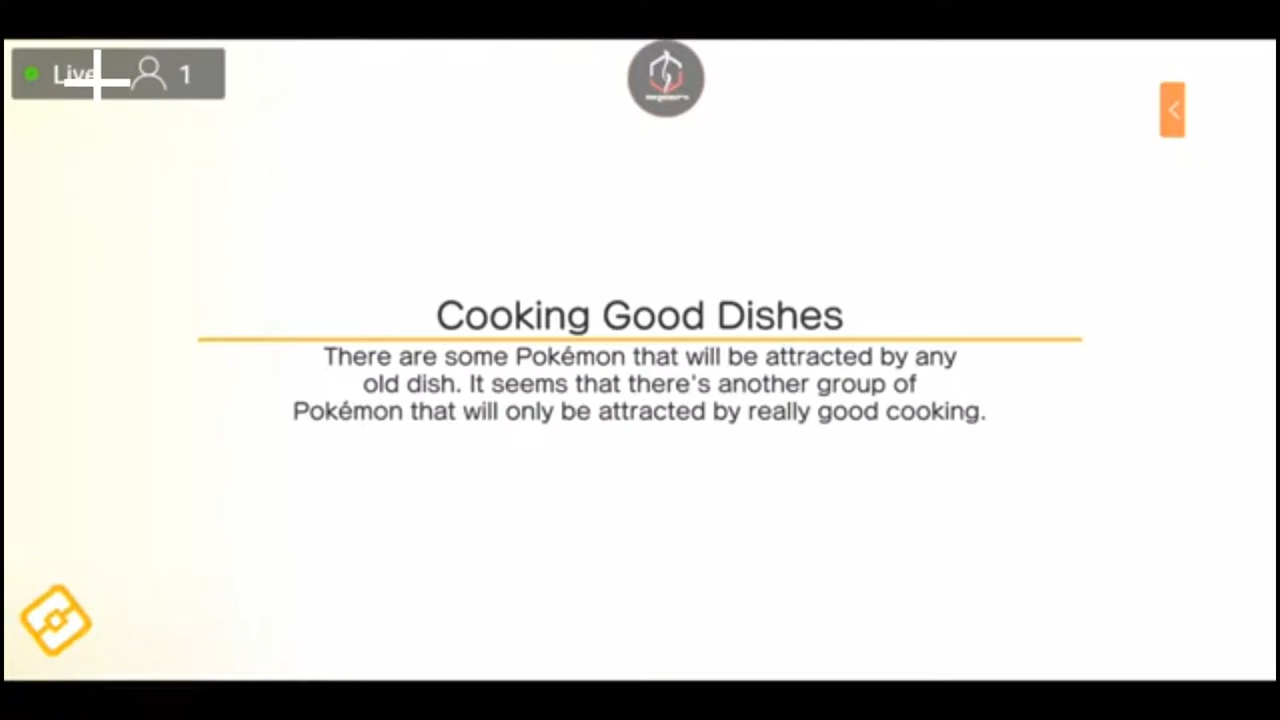 Live 1
Cooking Good Dishes
There are some Pokémon that will be attracted by any
old dish. It seems that there's another group of
Pokémon that will only be attracted by really good cooking.